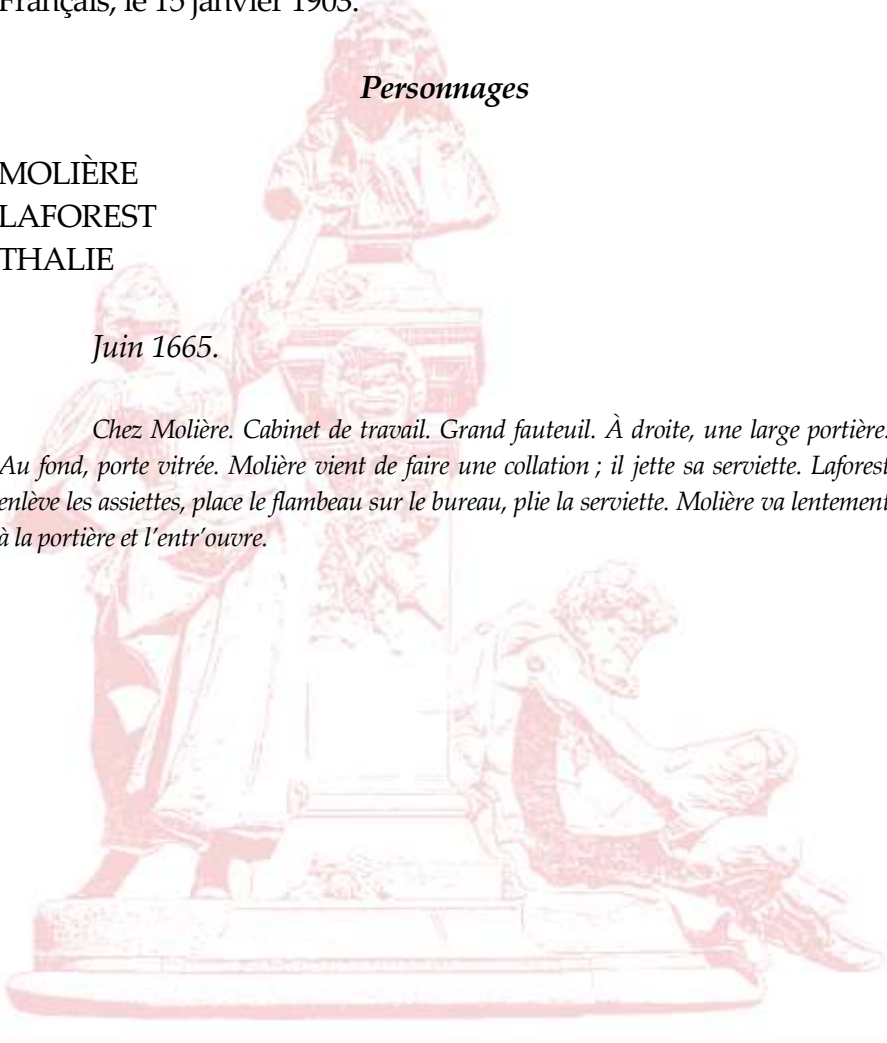 Français, le 15 janvier 1903.
Personnages
MOLIÈRE
LAFOREST
THALIE
Juin 1665.
Chez Molière. Cabinet de travail. Grand fauteuil. À droite, une large portière.
Au fond, porte vitrée. Molière vient de faire une collation ; il jette sa serviette. Laforest
enlève les assiettes, place le flambeau sur le bureau, plie la serviette. Molière va lentement
à la portière et l’entr’ouvre.